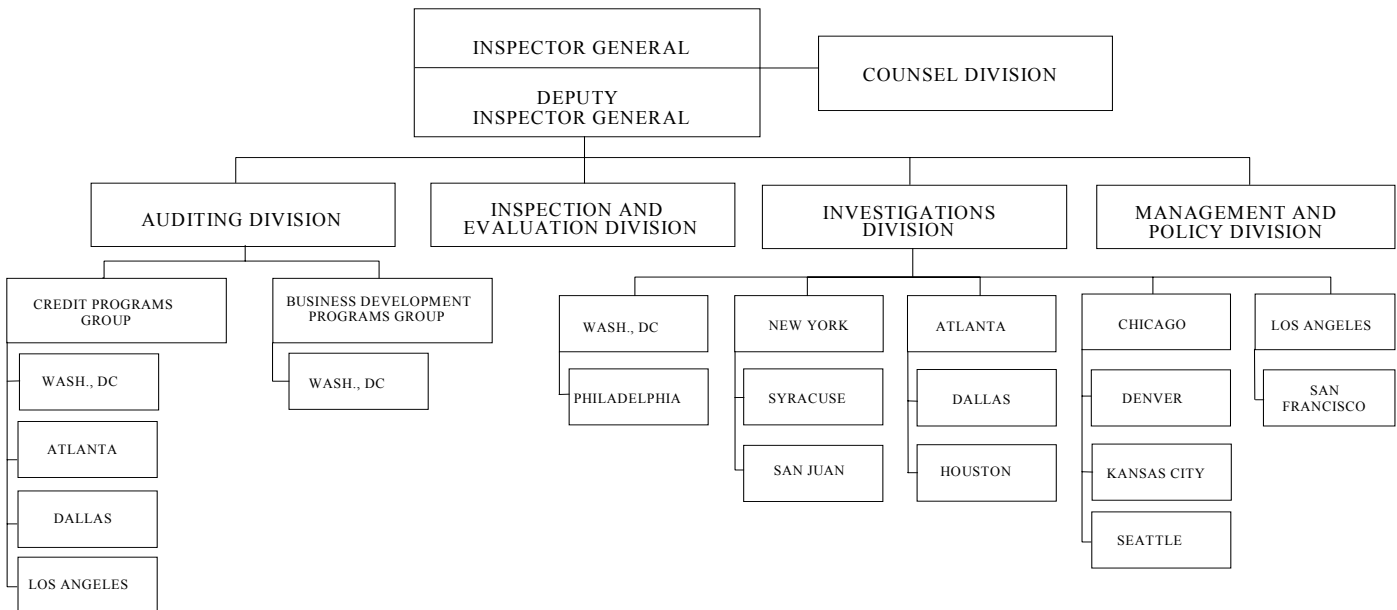 INSPECTOR GENERAL
DEPUTY
INSPECTOR GENERAL
COUNSEL DIVISION
AUDITING DIVISION
INSPECTION AND
EVALUATION DIVISION
INVESTIGATIONS
DIVISION
MANAGEMENT AND
POLICY DIVISION
CREDIT PROGRAMS
GROUP
WASH., DC
ATLANTA
DALLAS
LOS ANGELES
BUSINESS DEVELOPMENT
PROGRAMS GROUP
WASH., DC
WASH., DC
PHILADELPHIA
NEW YORK
SYRACUSE
SAN JUAN
ATLANTA
DALLAS
HOUSTON
CHICAGO
DENVER
KANSAS CITY
SEATTLE
LOS ANGELES
SAN
FRANCISCO